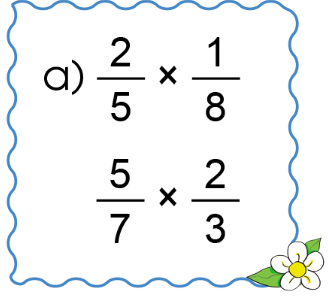 a) 2/5 × 1/8
5/7 × 2/3